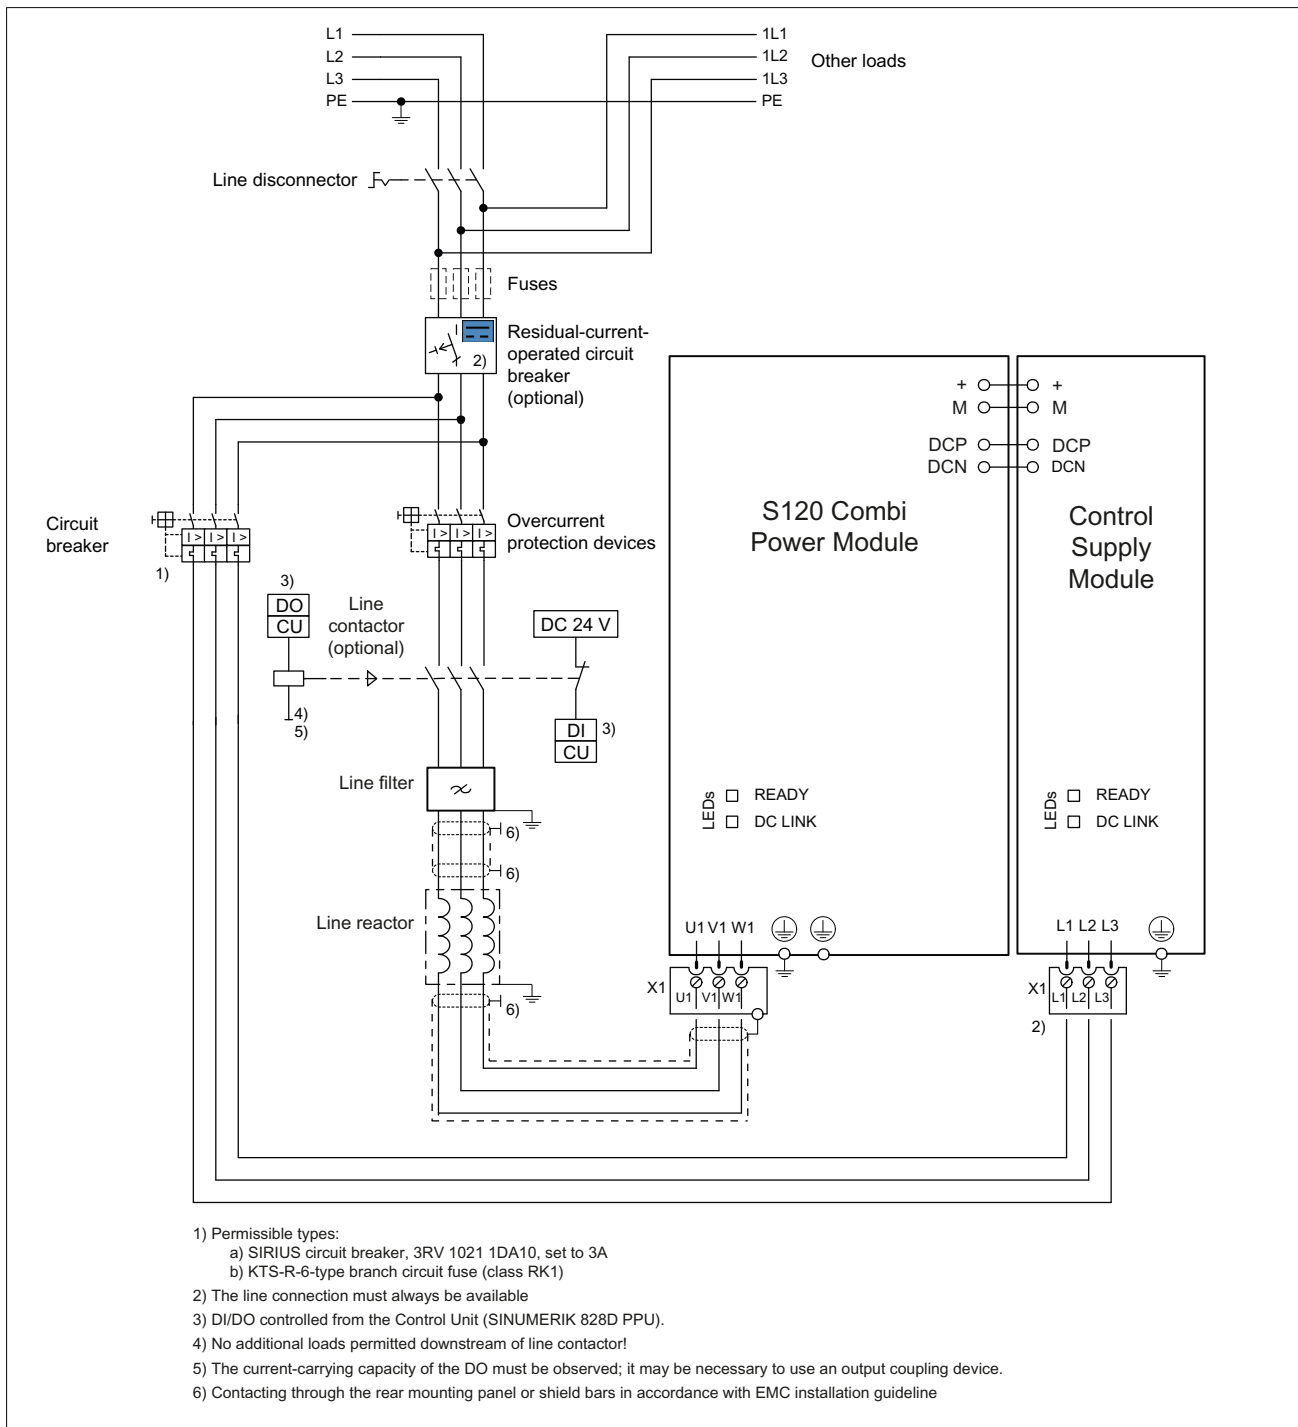 L1
1L1
L2
1L2
Other loads
L3
1L3
PE
PE
Line disconnector
Fuses
Residual-current-
operated circuit
breaker
(optional)
2)
+
+
M
M
DCP
DCP
DCN
DCN
S120 Combi
Power Module
Control
Supply
Module
Circuit
breaker
1)
I >
I >
I >
I >
I >
I >
Overcurrent
protection devices
3)
DO
CU
Line
contactor
(optional)
DC 24 V
4)
5)
DI
CU
3)
Line filter
6)
6)
Line reactor
6)
LEDs
READY
DC LINK
LEDs
READY
DC LINK
U1 V1 W1
L1 L2 L3
X1
U1 V1 W1
X1
L1 L2 L3
2)
1) Permissible types:
a) SIRIUS circuit breaker, 3RV 1021 1DA10, set to 3A
b) KTS-R-6-type branch circuit fuse (class RK1)
2) The line connection must always be available
3) DI/DO controlled from the Control Unit (SINUMERIK 828D PPU).
4) No additional loads permitted downstream of line contactor!
5) The current-carrying capacity of the DO must be observed; it may be necessary to use an output coupling device.
6) Contacting through the rear mounting panel or shield bars in accordance with EMC installation guideline